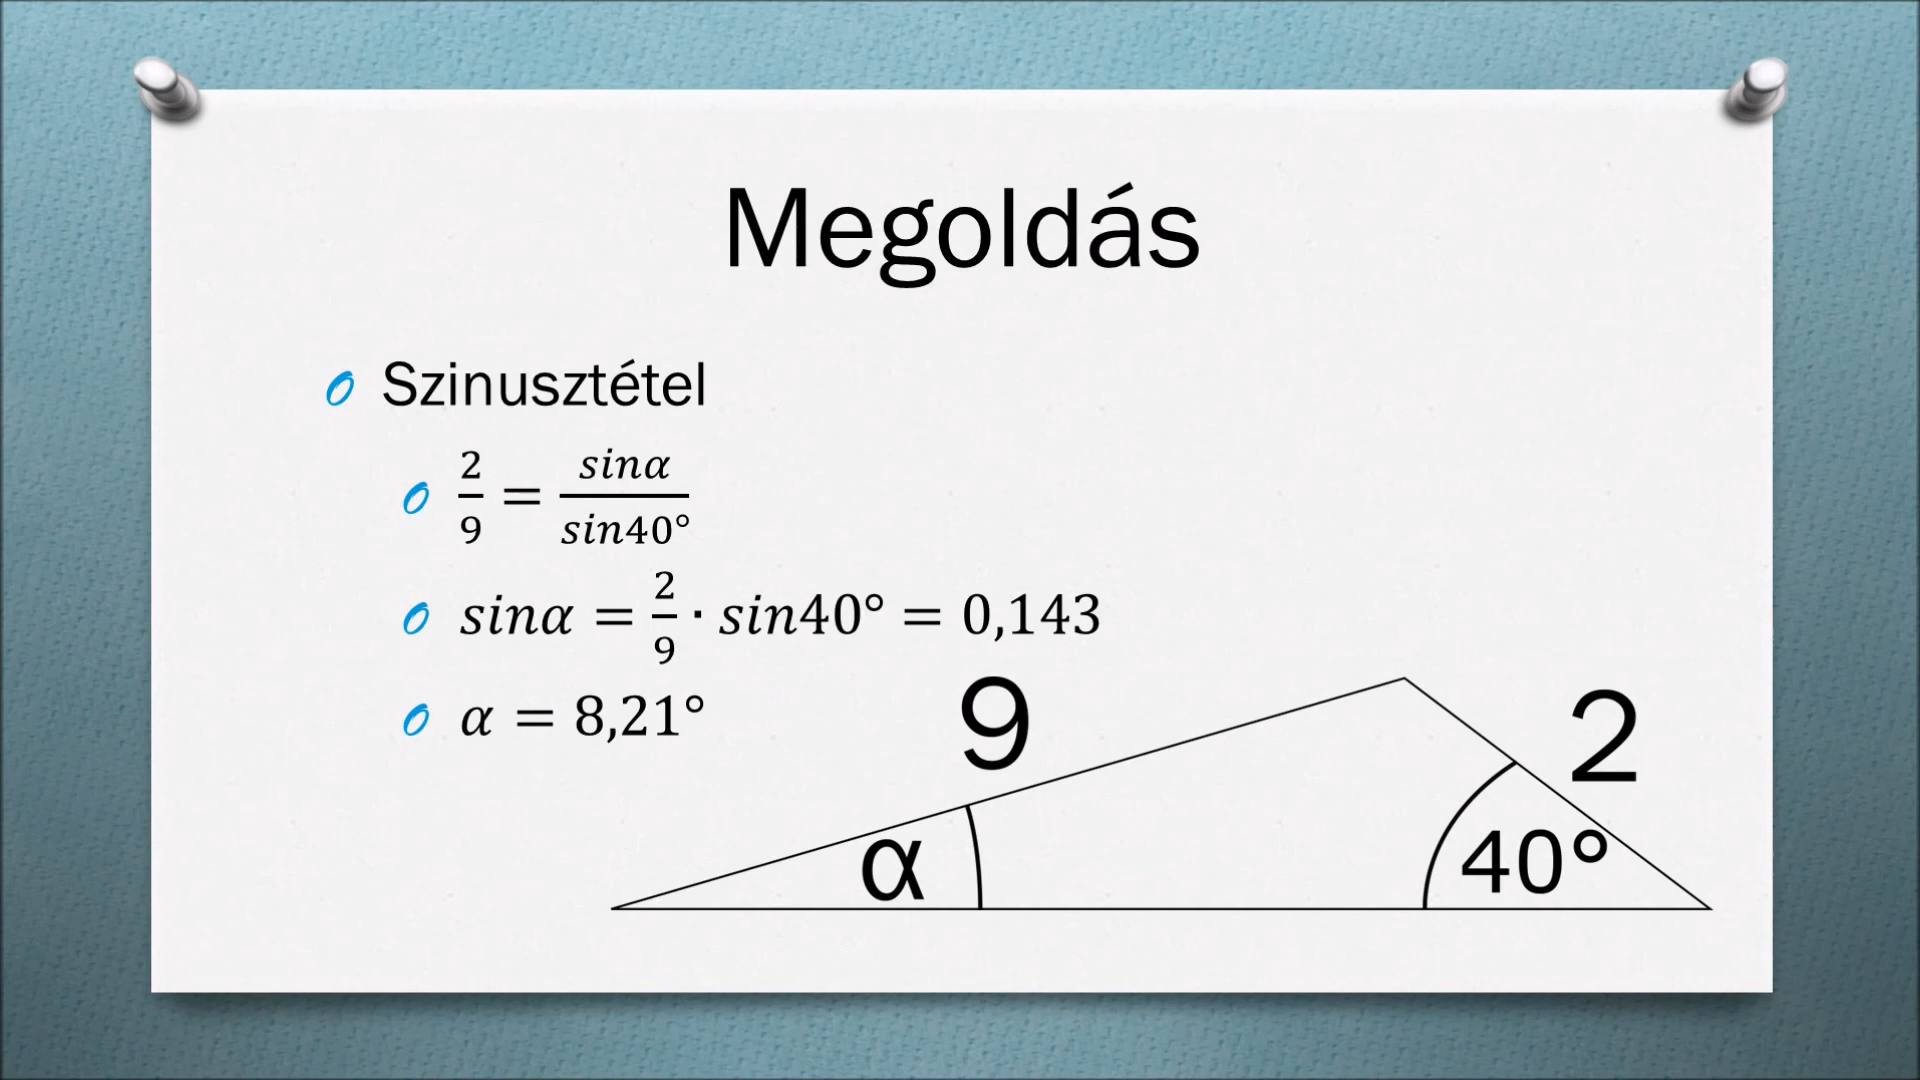 Megoldás
Szinusztétel
2/9 = sinα/sin40°
sinα = 2/9 · sin40° = 0,143
α = 8,21°
9
2
α
40°